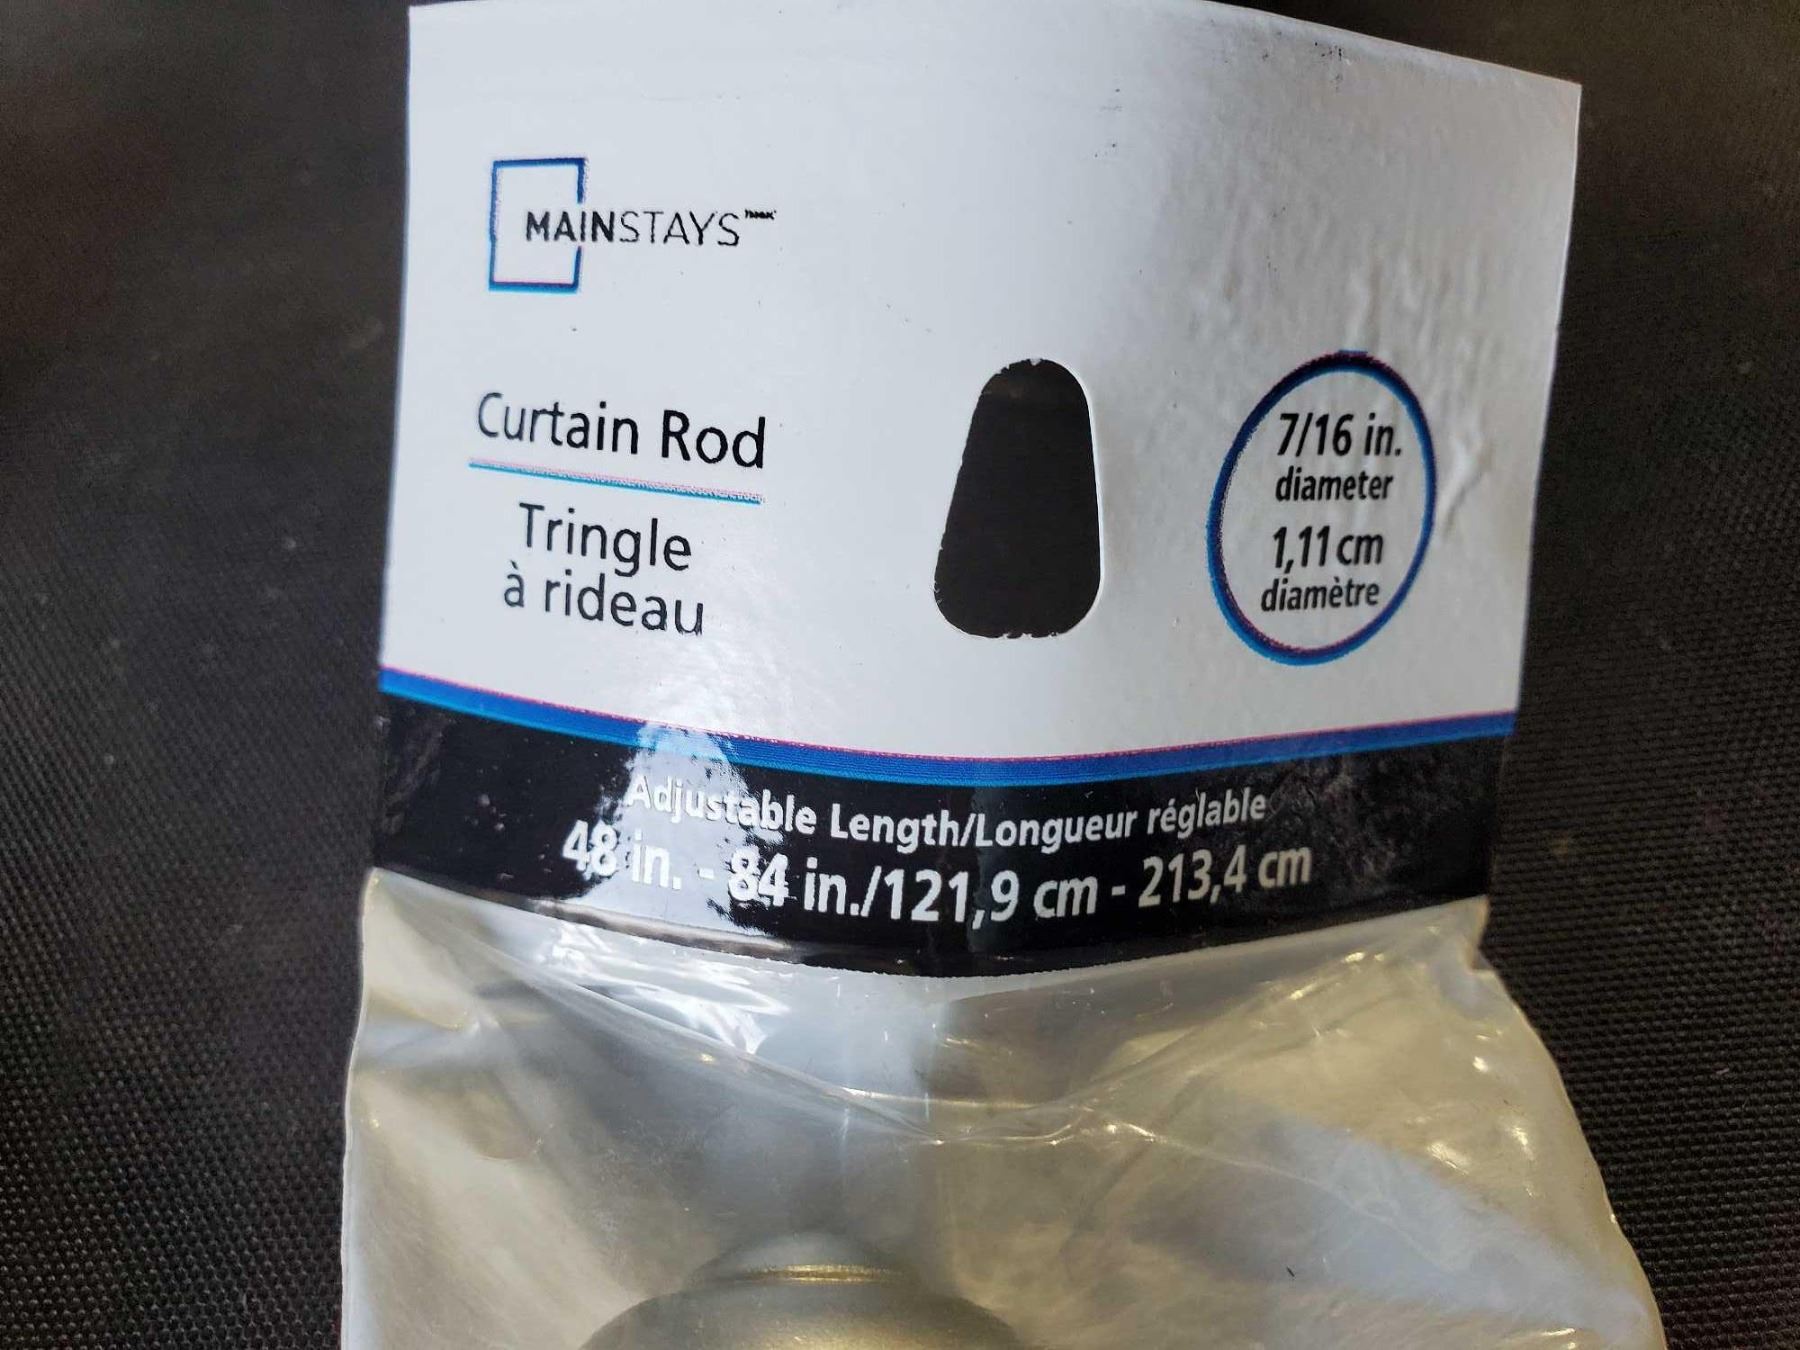 MAINSTAYS
Curtain Rod
Tringle
à rideau
7/16 in.
diameter
1,11 cm
diamètre
Adjustable Length/Longueur réglable
48 in. - 84 in./121,9 cm - 213,4 cm